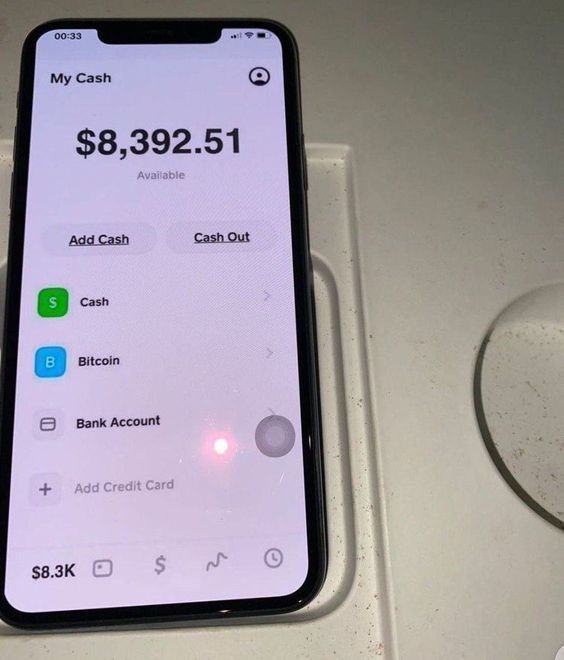 00:33
My Cash
$8,392.51
Available
Add Cash
Cash Out
$
Cash
B
Bitcoin
Bank Account
+
Add Credit Card
$8.3K
$